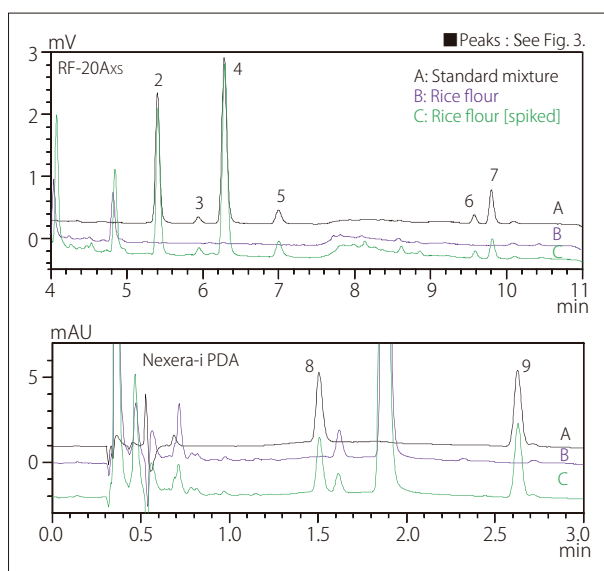 mV
■Peaks : See Fig. 3.
3
RF-20Axs
2
4
A: Standard mixture
B: Rice flour
C: Rice flour [spiked]
2
1
3
5
6
7
A
0
B
C
4 5 6 7 8 9 10 11
min
mAU
Nexera-i PDA
8
9
5
A
0
B
C
0.0 0.5 1.0 1.5 2.0 2.5 3.0
min